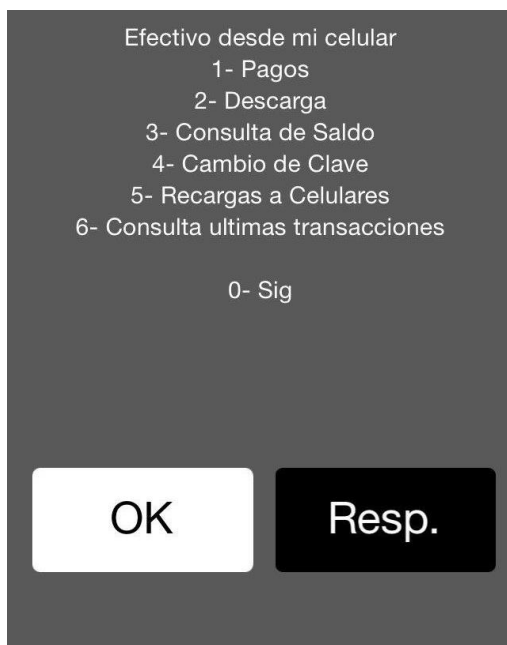 Efectivo desde mi celular
1- Pagos
2- Descarga
3- Consulta de Saldo
4- Cambio de Clave
5- Recargas a Celulares
6- Consulta ultimas transacciones
0- Sig
OK
Resp.